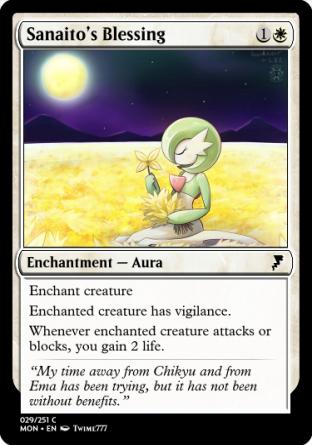 Sanaito's Blessing 1
Enchantment — Aura
Enchant creature
Enchanted creature has vigilance.
Whenever enchanted creature attacks or
blocks, you gain 2 life.
“My time away from Chikyu and from
Ema has been trying, but it has not been
without benefits.”
029/251 C
MON • EN Twime777